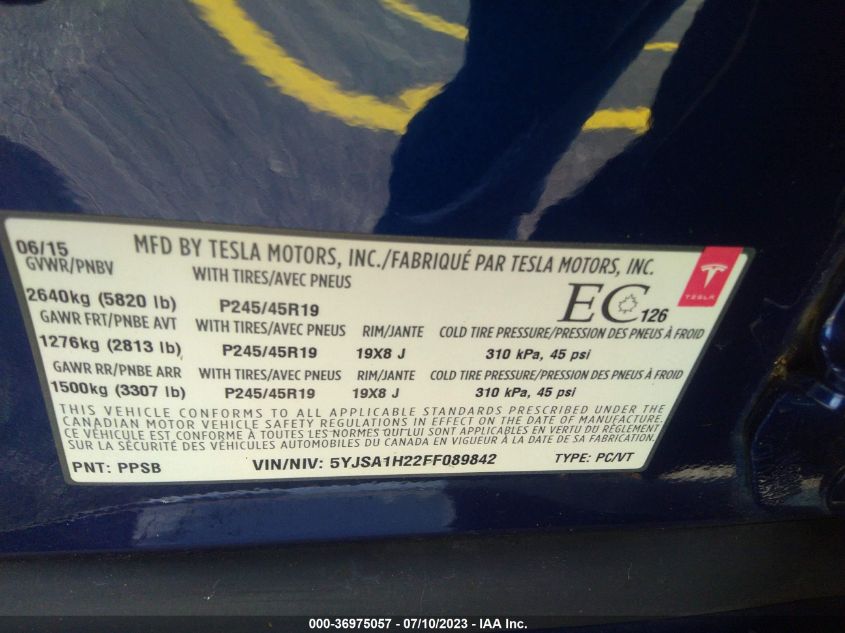 06/15 MFD BY TESLA MOTORS, INC./FABRIQUÉ PAR TESLA MOTORS, INC.
GVWR/PNBV WITH TIRES/AVEC PNEUS
2640kg (5820 lb) P245/45R19 EC 126
TESLA
GAWR FRT/PNBE AVT WITH TIRES/AVEC PNEUS RIM/JANTE COLD TIRE PRESSURE/PRESSION DES PNEUS À FROID
1276kg (2813 lb) P245/45R19 19X8 J 310 kPa, 45 psi
GAWR RR/PNBE ARR WITH TIRES/AVEC PNEUS RIM/JANTE COLD TIRE PRESSURE/PRESSION DES PNEUS À FROID
1500kg (3307 lb) P245/45R19 19X8 J 310 kPa, 45 psi
THIS VEHICLE CONFORMS TO ALL APPLICABLE STANDARDS PRESCRIBED UNDER THE
CANADIAN MOTOR VEHICLE SAFETY REGULATIONS IN EFFECT ON THE DATE OF MANUFACTURE.
CE VÉHICULE EST CONFORME À TOUTES LES NORMES QUI LUI SONT APPLICABLES EN VERTU DU RÈGLEMENT
SUR LA SÉCURITÉ DES VÉHICULES AUTOMOBILES DU CANADA EN VIGUEUR À LA DATE DE SA FABRICATION.
PNT: PPSB VIN/NIV: 5YJSA1H22FF089842 TYPE: PC/VT
000-36975057 - 07/10/2023 - IAA Inc.